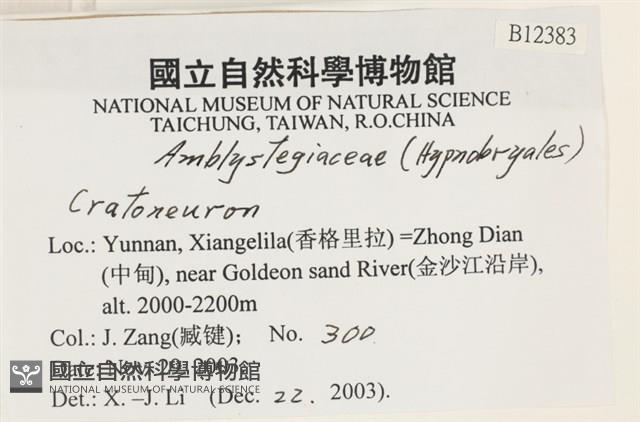 B12383
國立自然科學博物館
NATIONAL MUSEUM OF NATURAL SCIENCE
TAICHUNG, TAIWAN, R.O.CHINA
Amblystegiaceae (Hypnobryales)
Cratoneuron
Loc.: Yunnan, Xiangelila(香格里拉) =Zhong Dian
(中甸), near Goldeon sand River(金沙江沿岸),
alt. 2000-2200m
Col.: J. Zang(臧键); No. 300
國立自然科學博物館
NATIONAL MUSEUM OF NATURAL SCIENCE
Det.: X. –J. Li (Dec. 22. 2003).